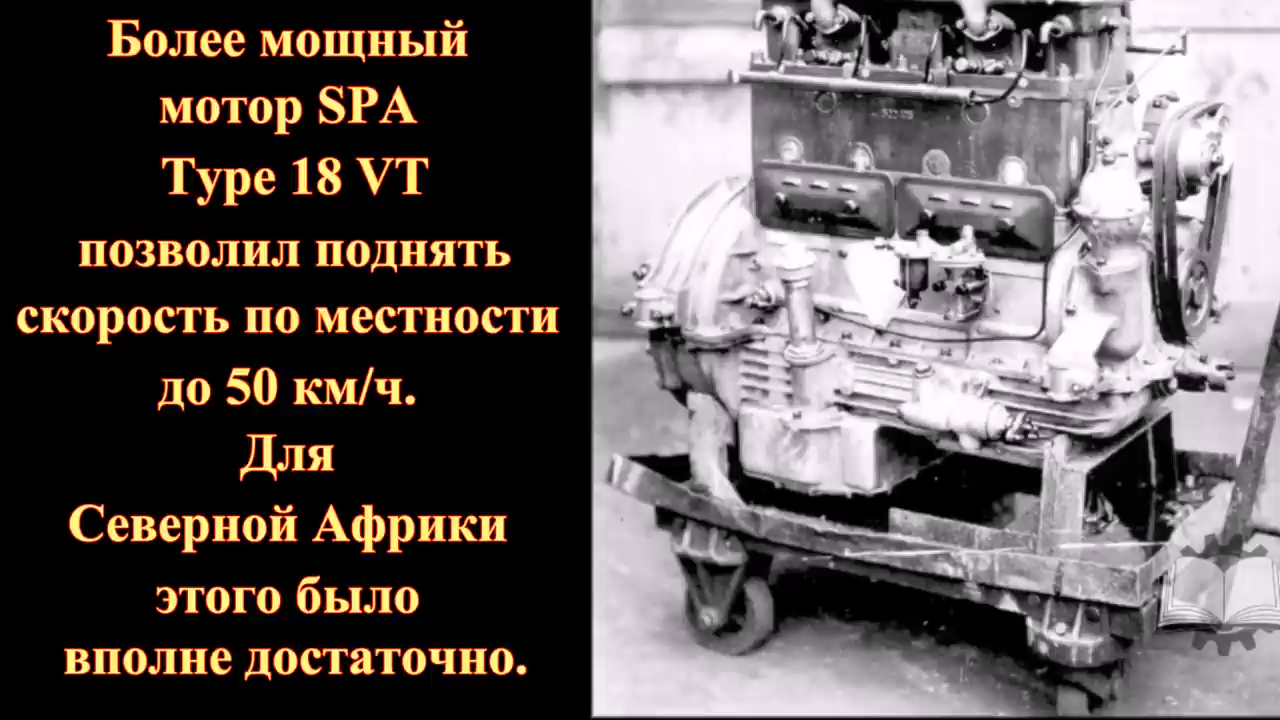 Более мощный
мотор SPA
Type 18 VT
позволил поднять
скорость по местности
до 50 км/ч.
Для
Северной Африки
этого было
вполне достаточно.